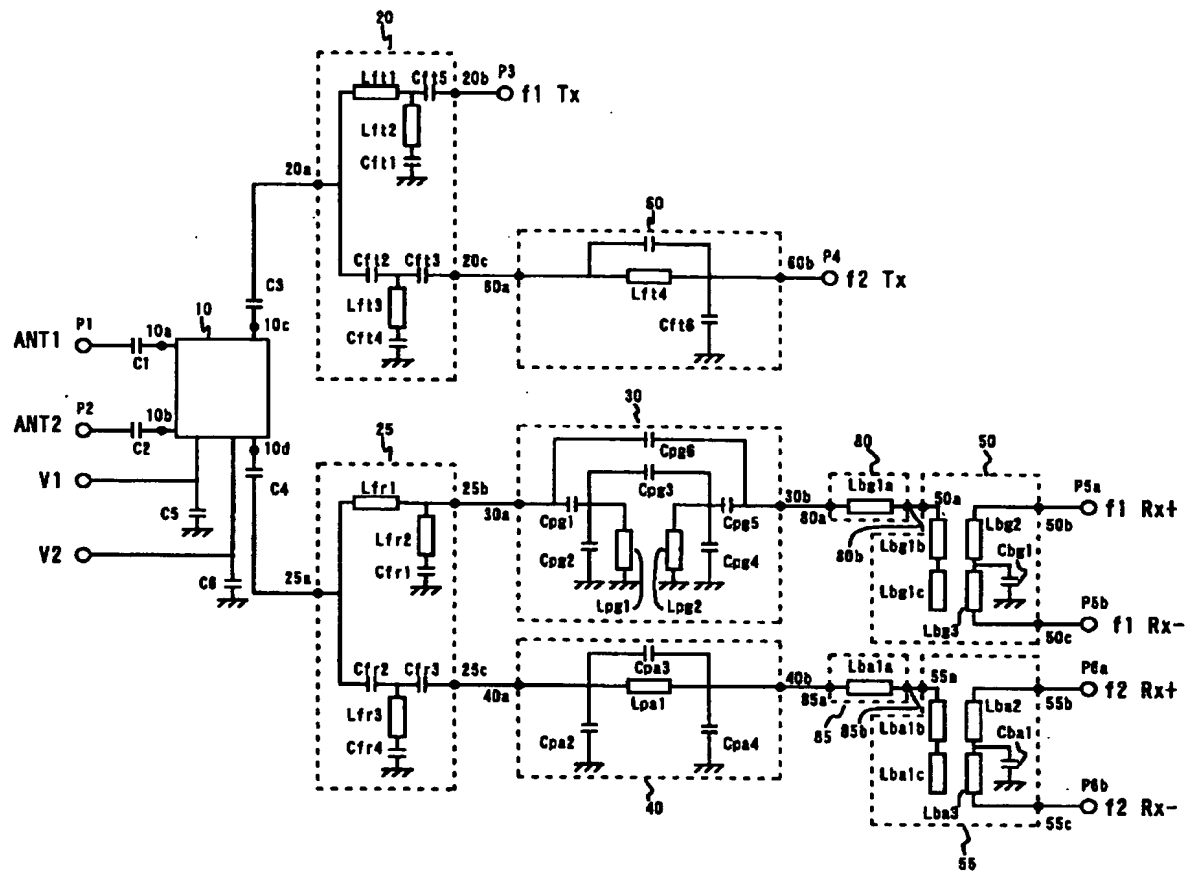 20
Lft1 Cft5 20b P3 f1 Tx
Lft2
Cft1
20a
60
Cft2 Cft3 20c 60a Lft4 60b P4 f2 Tx
Lft3
Cft4
Cft6
C3
10 10c
ANT1 P1 10a
C1
ANT2 P2 10b
C2
10d
C4
V1
C5
V2
C6
25a
25
Lfr1 25b
Lfr2
Cfr1
30
30a Cpg6 30b
Cpg3
Cpg1 Cpg5
Cpg2 Cpg4
Lpg1 Lpg2
80 50
80a Lbg1a 50a P5a
80b Lbg1b Lbg2 50b f1 Rx+
Cbg1
Lbg1c
Lbg3 P5b
50c f1 Rx-
Cfr2 Cfr3 25c
Lfr3
Cfr4
40a Cpa3 40b
Lpa1
Cpa2 Cpa4
40
85a Lba1a 55a P6a
85 85b Lba1b Lba2 55b f2 Rx+
Cba1
Lba1c
Lba3 P6b
55c f2 Rx-
55